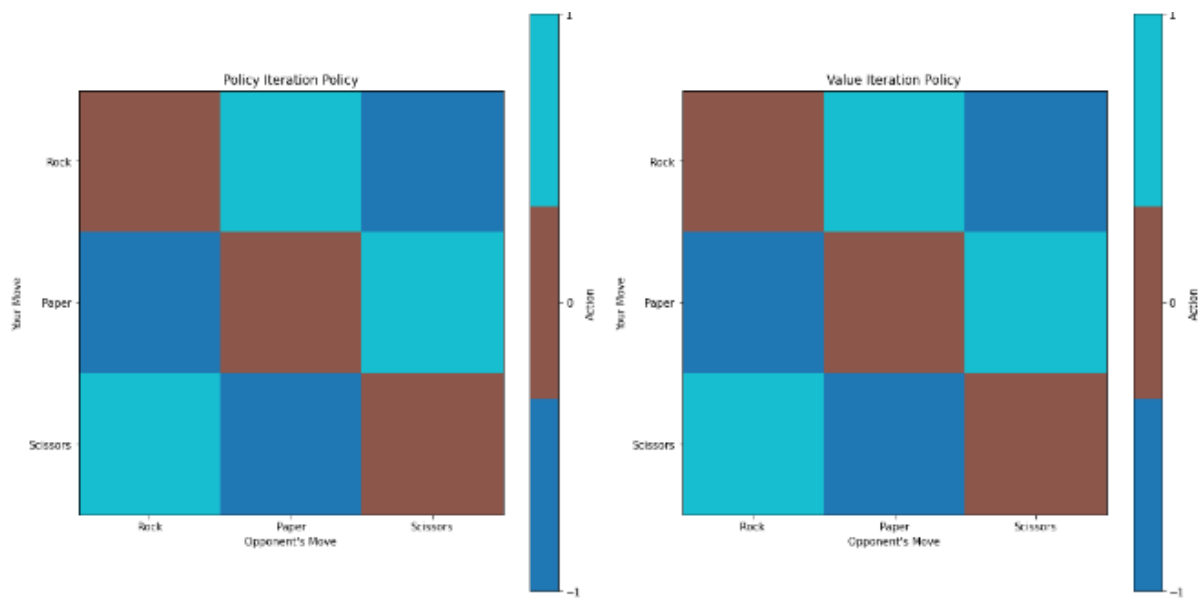 Policy Iteration Policy
Your Move
Rock
Paper
Scissors
Rock Paper Scissors
Opponent's Move
1
0
-1
Action
Value Iteration Policy
Your Move
Rock
Paper
Scissors
Rock Paper Scissors
Opponent's Move
1
0
-1
Action